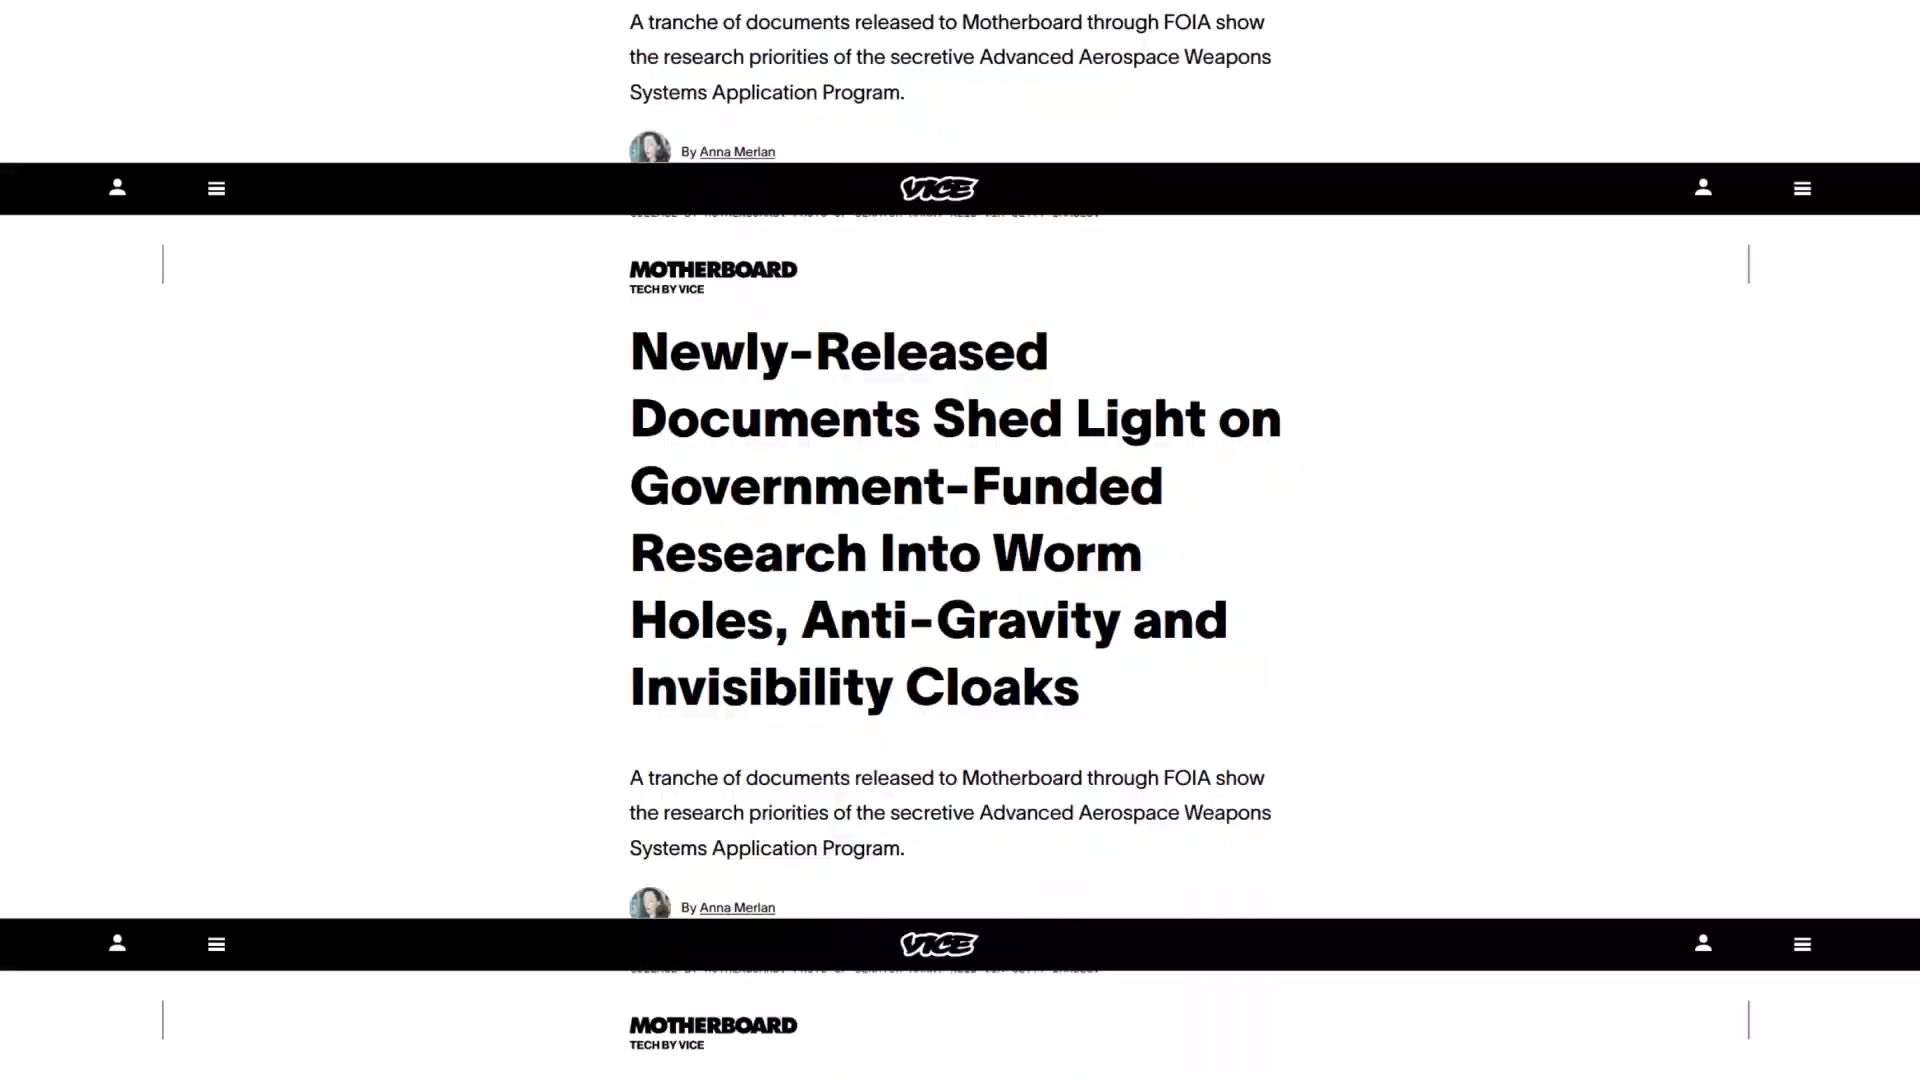 A tranche of documents released to Motherboard through FOIA show
the research priorities of the secretive Advanced Aerospace Weapons
Systems Application Program.
By Anna Merlan
VICE
MOTHERBOARD
TECH BY VICE
Newly-Released
Documents Shed Light on
Government-Funded
Research Into Worm
Holes, Anti-Gravity and
Invisibility Cloaks
A tranche of documents released to Motherboard through FOIA show
the research priorities of the secretive Advanced Aerospace Weapons
Systems Application Program.
By Anna Merlan
VICE
MOTHERBOARD
TECH BY VICE